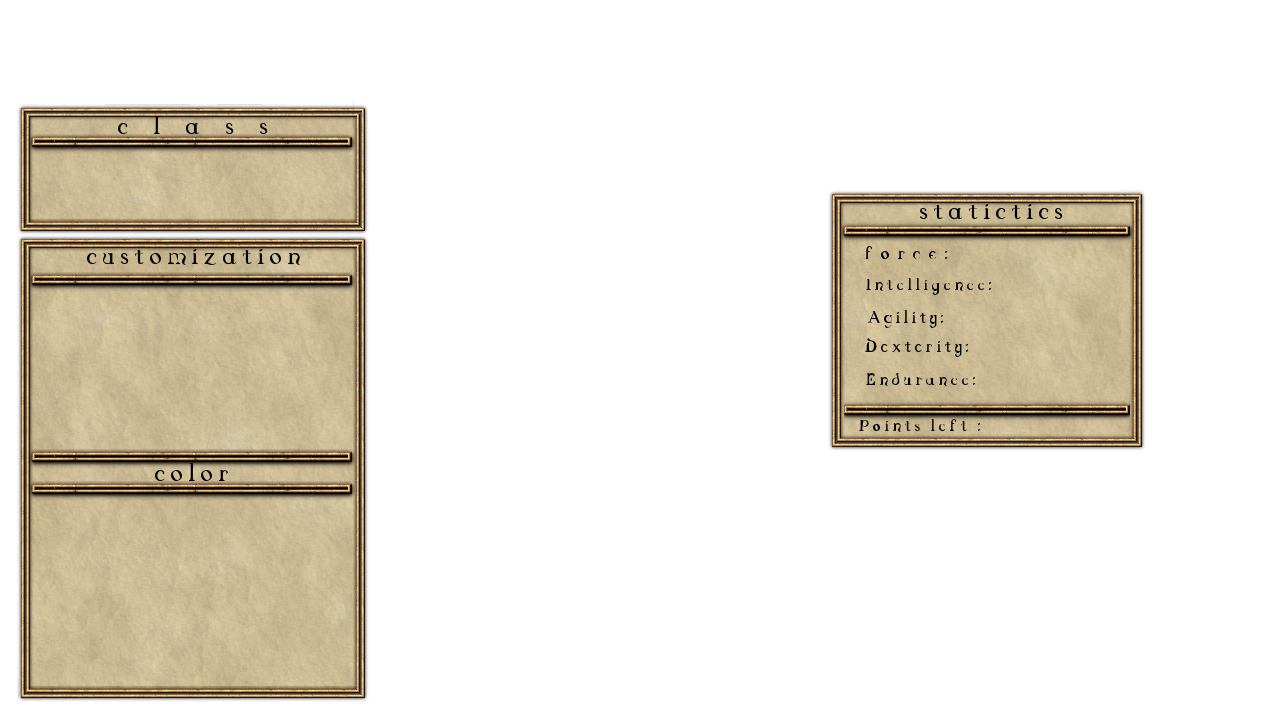 class
customization
color
statictics
force:
Intelligence:
Agility:
Dexterity:
Endurance:
Points left :